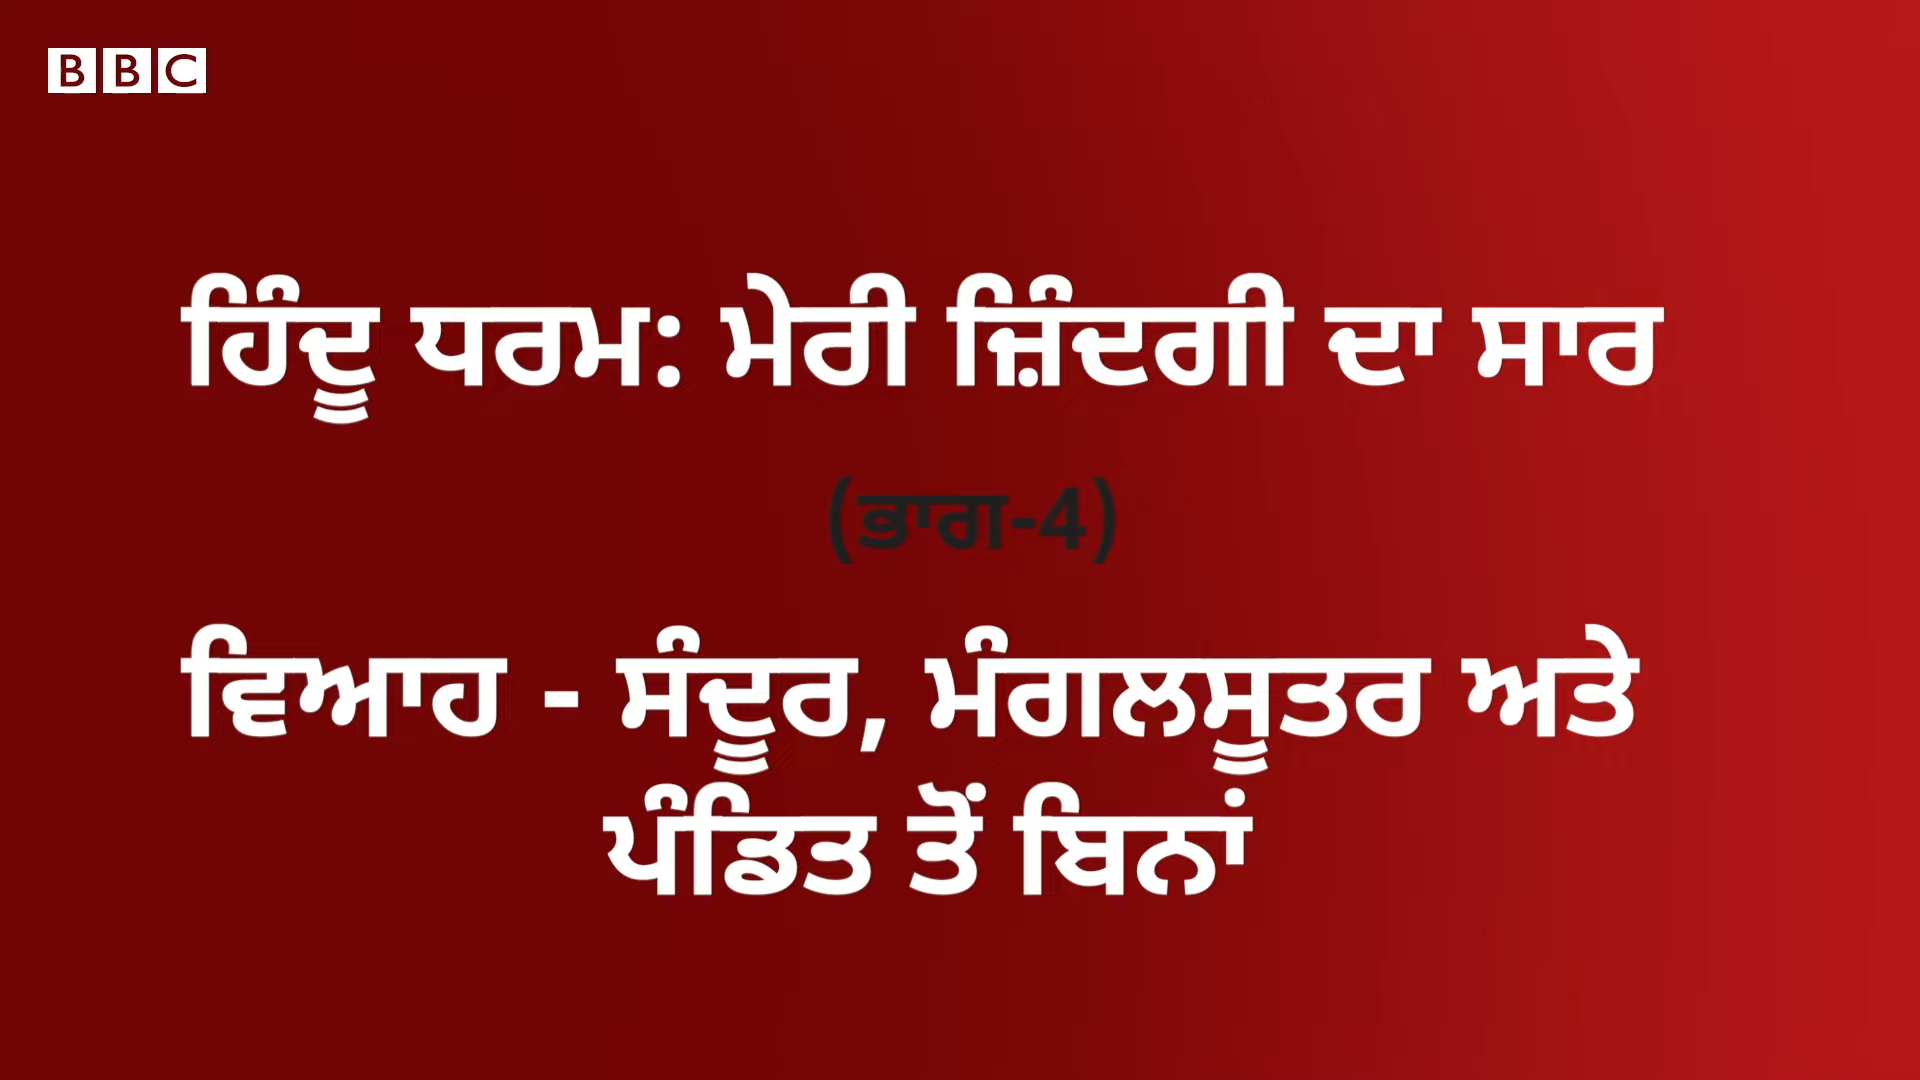 BBC
ਹਿੰਦੂ ਧਰਮ: ਮੇਰੀ ਜ਼ਿੰਦਗੀ ਦਾ ਸਾਰ
(ਭਾਗ-4)
ਵਿਆਹ - ਸੰਦੂਰ, ਮੰਗਲਸੂਤਰ ਅਤੇ
ਪੰਡਿਤ ਤੋਂ ਬਿਨਾਂ